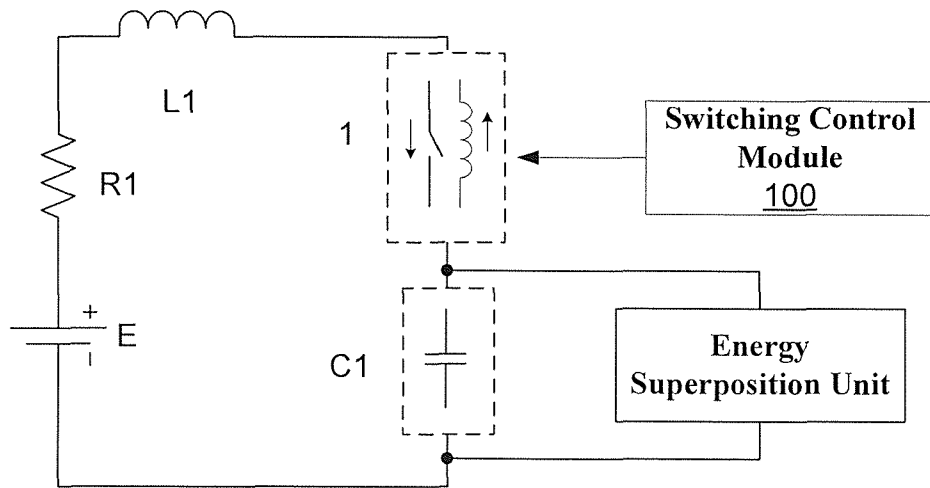 L1
R1
+
E
-
1
Switching Control
Module
100
C1
Energy
Superposition Unit